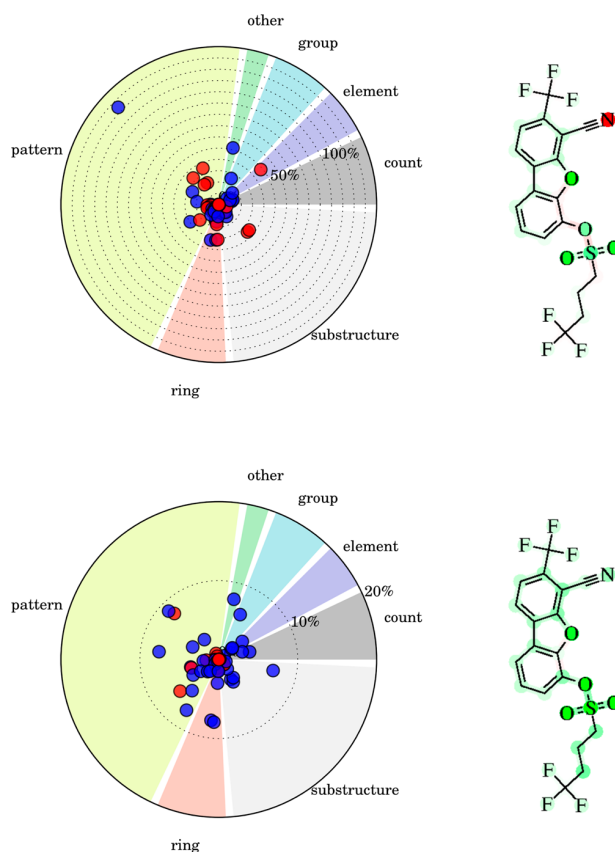 other
group
element
100%
50%
pattern
count
substructure
ring
F
F
F
N
O
O
O
S
O
F
F
F
other
group
element
20%
10%
pattern
count
substructure
ring
F
F
F
N
O
O
O
S
O
F
F
F